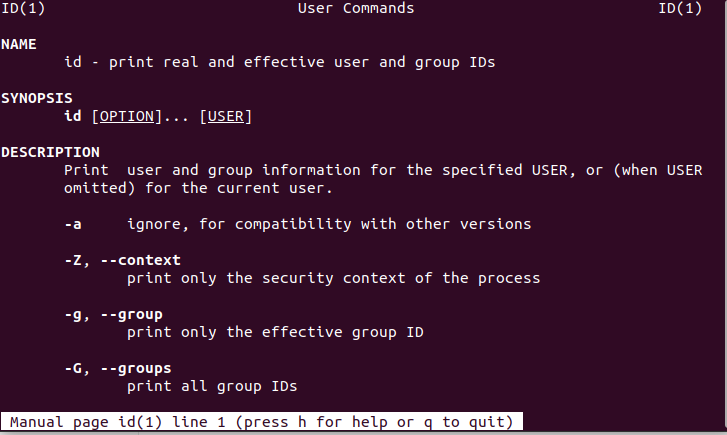 ID(1) User Commands ID(1)
NAME
id - print real and effective user and group IDs
SYNOPSIS
id [OPTION]... [USER]
DESCRIPTION
Print  user and group information for the specified USER, or (when USER
omitted) for the current user.
-a ignore, for compatibility with other versions
-Z, --context
print only the security context of the process
-g, --group
print only the effective group ID
-G, --groups
print all group IDs
Manual page id(1) line 1 (press h for help or q to quit)